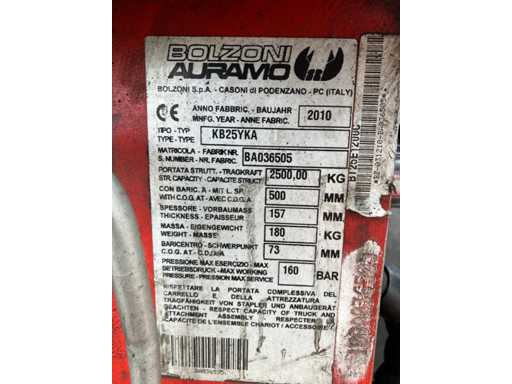 BOLZONI
AURAMO
BOLZONI S.p.A. - CASONI di PODENZANO - PC (ITALY)
CE ANNO FABBRIC. - BAUJAHR
MNFG. YEAR - ANNE FABRIC. 2010
TIPO - TYP
TYPE - TYPE KB25YKA
MATRICOLA - FABRIK NR.
S. NUMBER - NR. FABRIC. BA036505
PORTATA STRUTT. - TRAGKRAFT
STR. CAPACITY - CAPACITE STRUCT 2500,00 KG
CON BARIC. A - MIT L. SP.
WITH C.O.G. AT - AVEC C.D.G.A 500 MM
SPESSORE - VORBAUMASS
THICKNESS - EPAISSEUR 157 MM
MASSA - EIGENGEWICHT
WEIGHT - MASSE 180 KG
BARICENTRO - SCHWERPUNKT
C.O.G. AT - C.D.G. A 73 MM
PRESSIONE MAX ESERCIZIO - MAX
BETRIEBSDRUCK - MAX WORKING
PRESSURE - PRESSION MAX SERVICE 160 BAR
RISPETTARE LA PORTATA COMPLESSIVA DEL
CARRELLO E DELLA ATTREZZATURA
TRAGFÄHIGKEIT VON STAPLER UND ANBAUGERÄT
BEACHTEN - RESPECT CAPACITY OF TRUCK AND
ATTACHMENT ASSEMBLY RESPECTER
CAPACITE DE L'ENSEMBLE CHARIOT / ACCESSOIRE